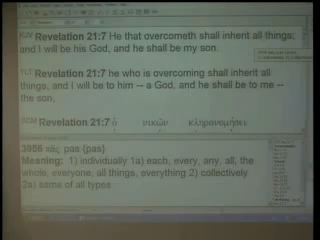 KJV Revelation 21:7 He that overcometh shall inherit all things;
and I will be his God, and he shall be my son.
YLT Revelation 21:7 he who is overcoming shall inherit all
things, and I will be to him -- a God, and he shall be to me --
the son,
Revelation 21:7 ὁ νικῶν κληρονομήσει
3956 πᾶς pas {pas}
Meaning: 1) individually 1a) each, every, any, all, the
whole, everyone, all things, everything 2) collectively
2a) some of all types